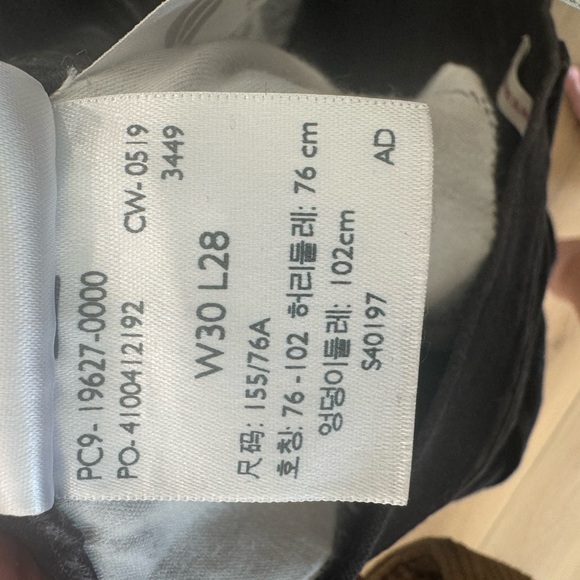 PC9-19627-0000
PO-4100412192 CW-0519
3449
W30 L28
尺码: 155/76A
호칭: 76-102 허리둘레: 76 cm
엉덩이둘레: 102cm
S40197
AD